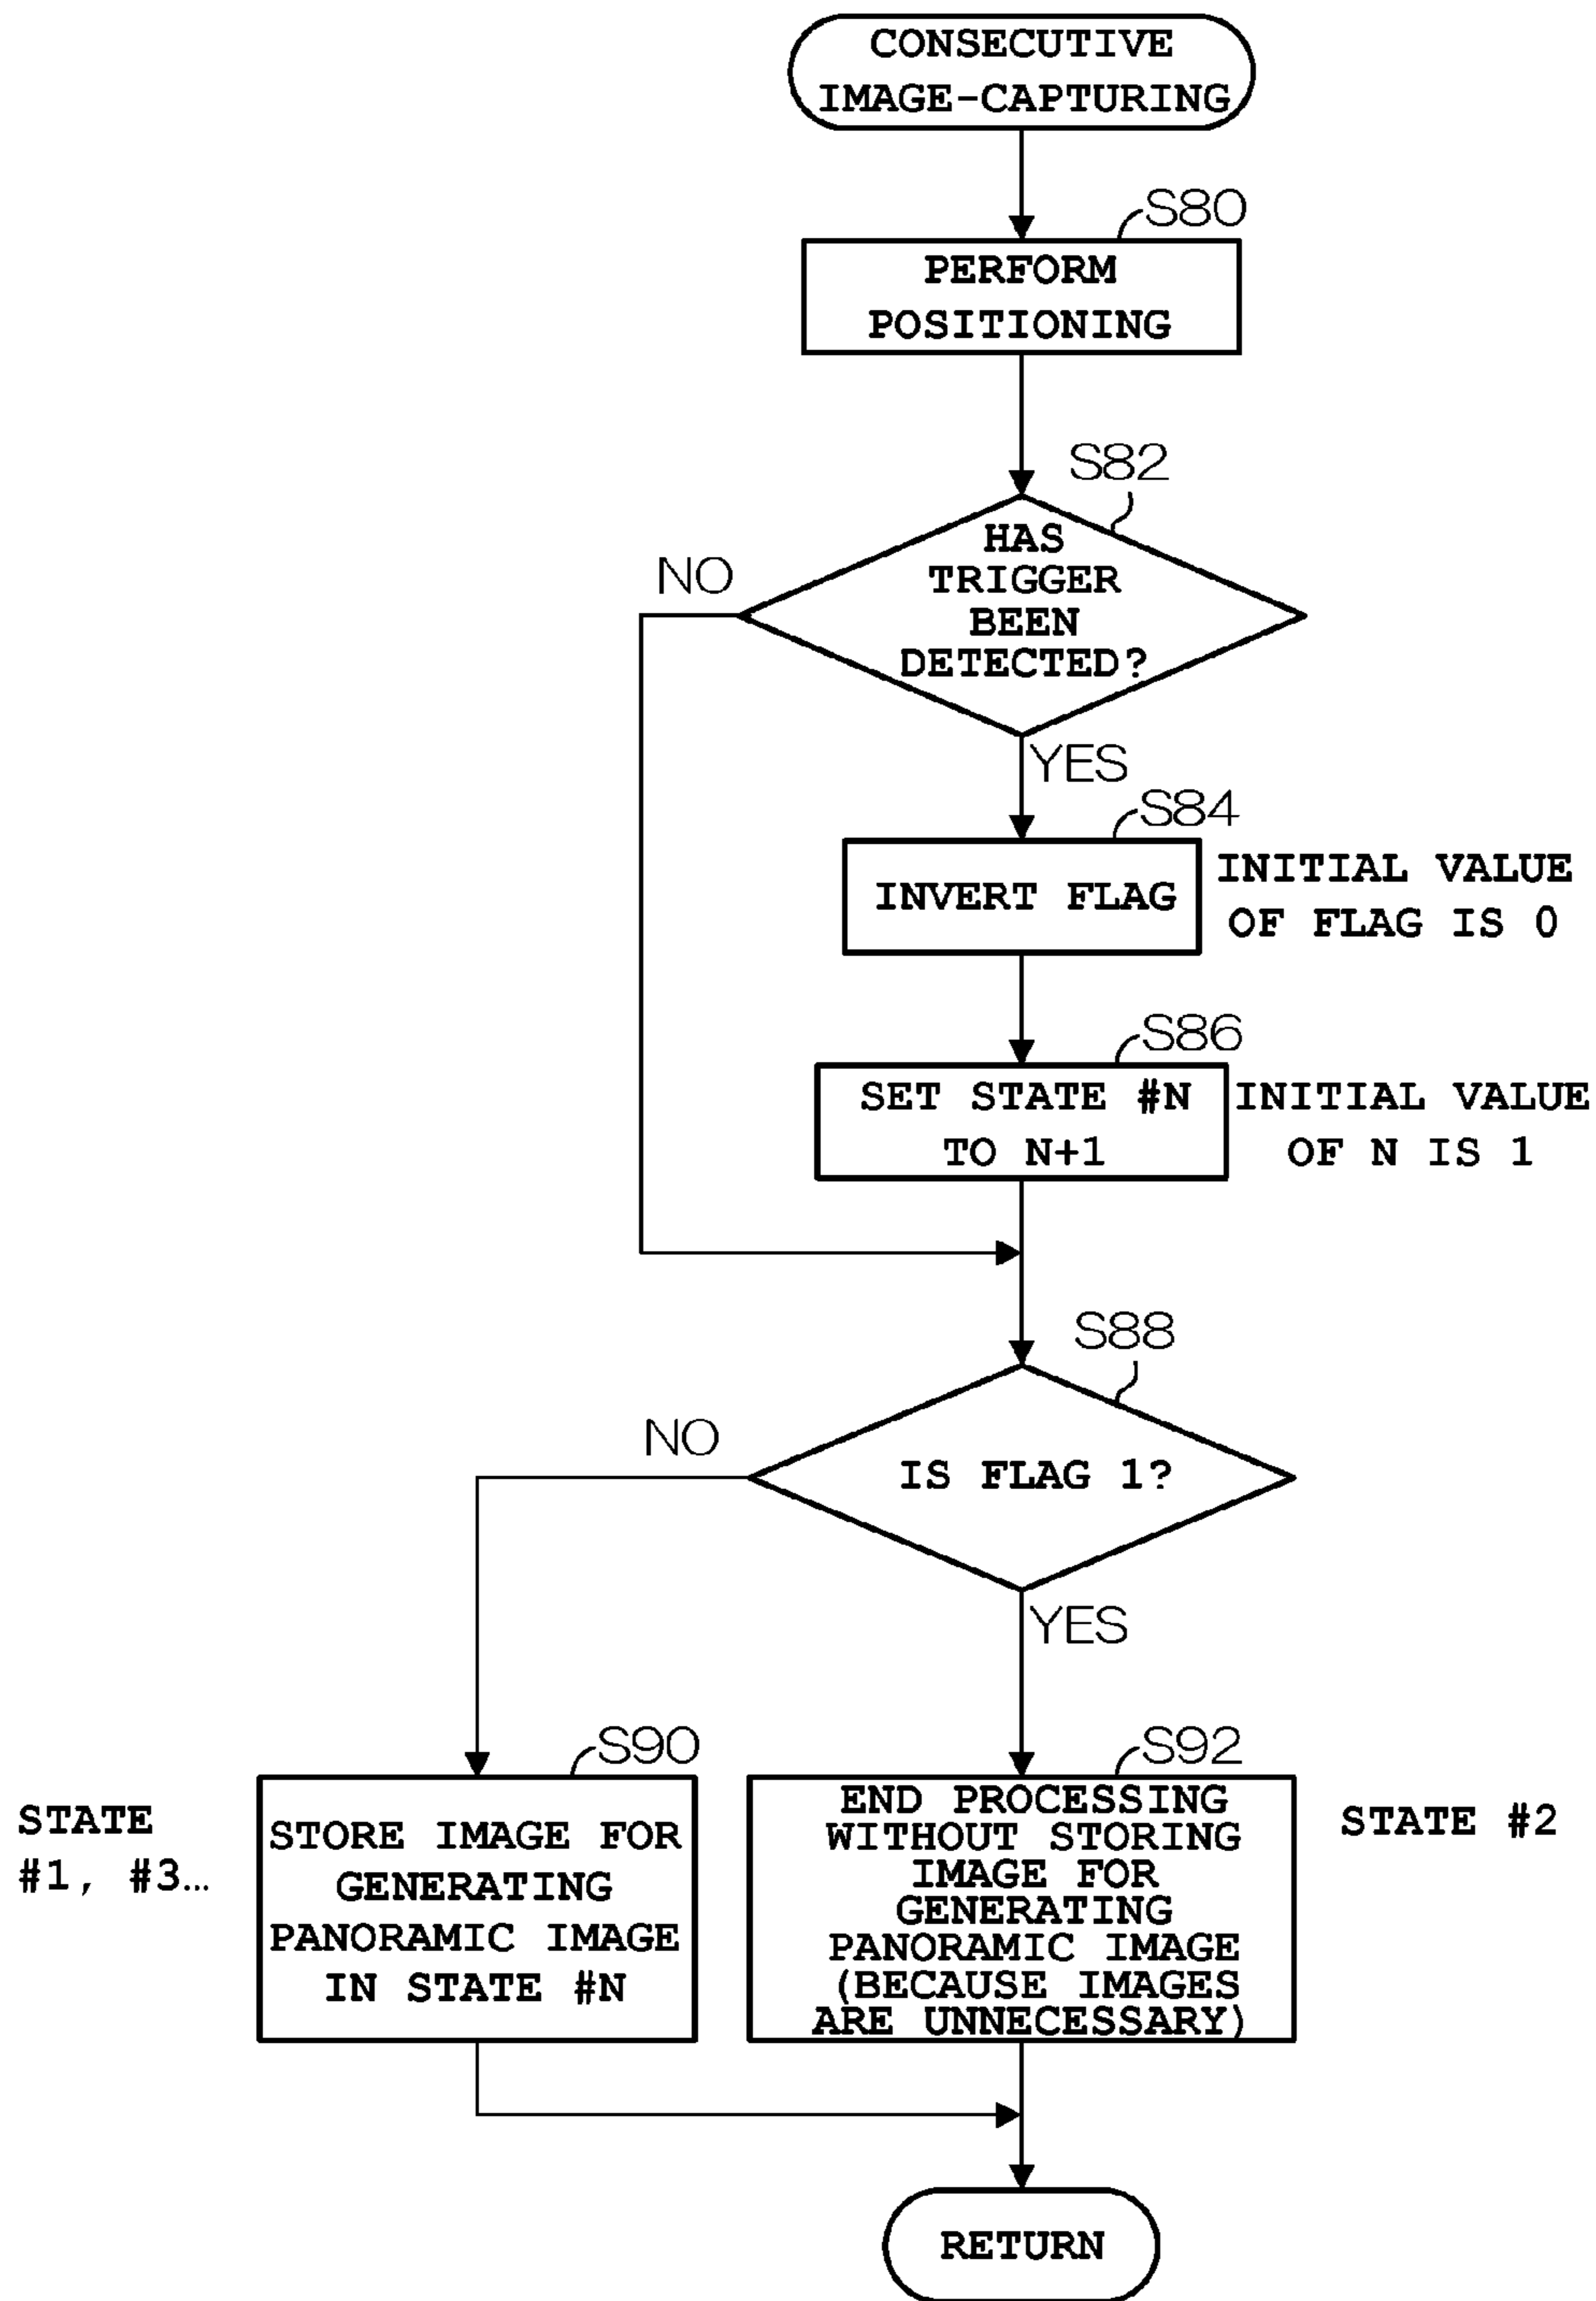 CONSECUTIVE
IMAGE-CAPTURING
S80
PERFORM
POSITIONING
S82
HAS
TRIGGER
BEEN
DETECTED?
NO
YES
S84
INVERT FLAG
INITIAL VALUE
OF FLAG IS 0
S86
SET STATE #N
TO N+1
INITIAL VALUE
OF N IS 1
S88
NO
IS FLAG 1?
YES
S90
STATE
#1, #3…
STORE IMAGE FOR
GENERATING
PANORAMIC IMAGE
IN STATE #N
S92
END PROCESSING
WITHOUT STORING
IMAGE FOR
GENERATING
PANORAMIC IMAGE
(BECAUSE IMAGES
ARE UNNECESSARY)
STATE #2
RETURN